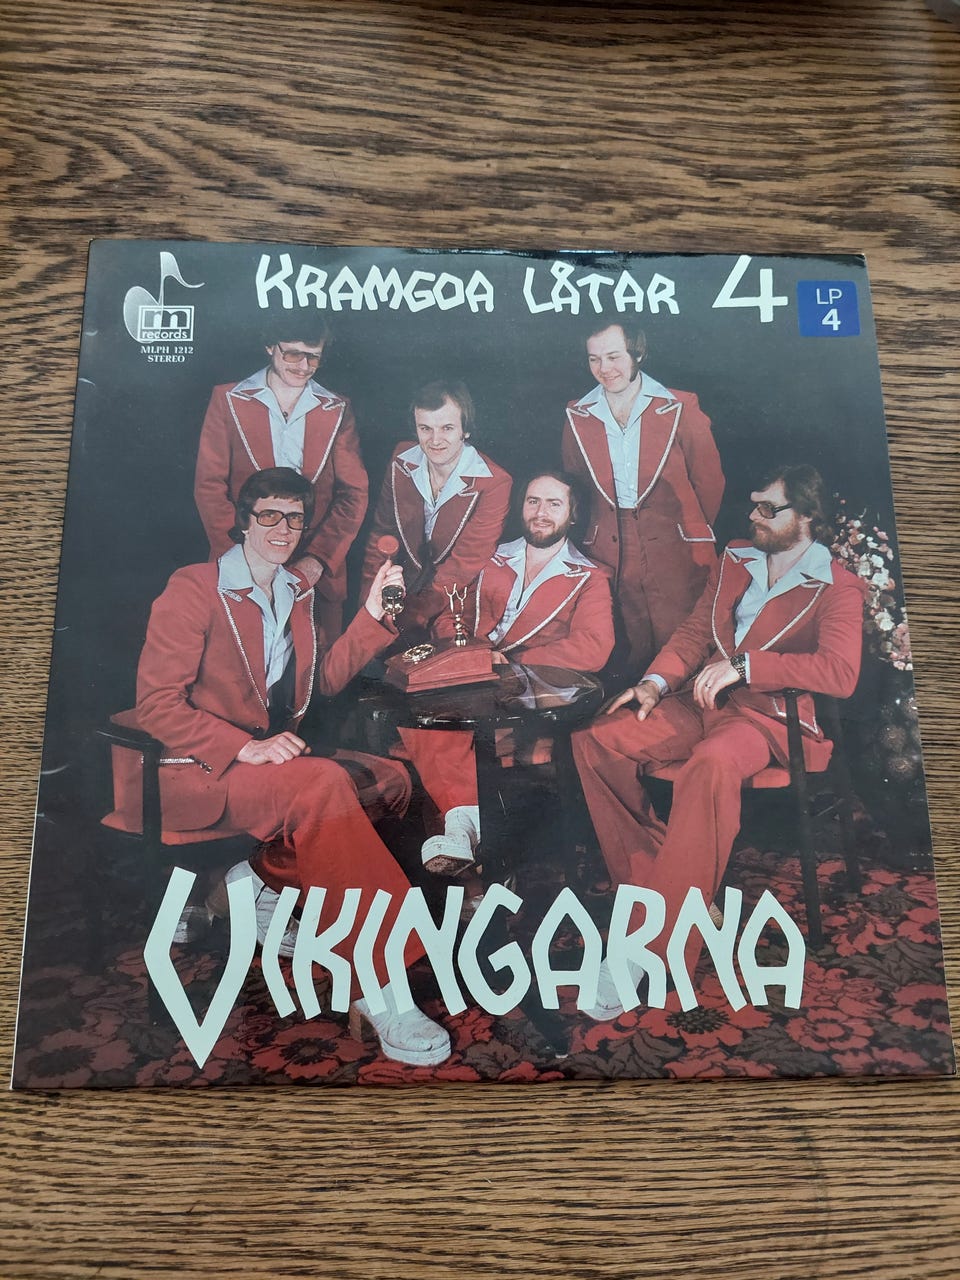 KRAMGOA LÅTAR 4
LP
4
m
records
MLPH 1212
STEREO
VIKINGARNA